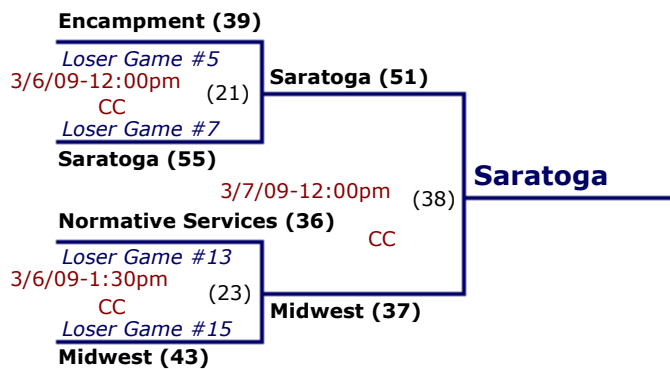 Encampment (39)
Loser Game #5
3/6/09-12:00pm
(21)
CC
Loser Game #7
Saratoga (55)
Saratoga (51)
3/7/09-12:00pm
(38)
CC
Saratoga
Normative Services (36)
Loser Game #13
3/6/09-1:30pm
(23)
CC
Loser Game #15
Midwest (43)
Midwest (37)